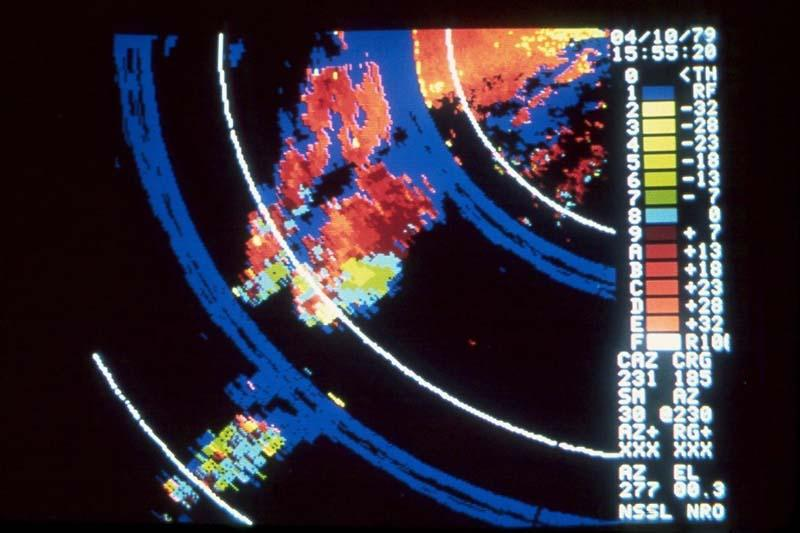 04/10/79
15:55:20
0 <TH
1 RF
2 -32
3 -28
4 -23
5 -18
6 -13
7 - 7
8 0
9 + 7
A +13
B +18
C +23
D +28
E +32
F R10
CAZ CRG
231 185
SM AZ
30 @230
AZ+ RG+
XXX XXX
AZ EL
277 00.3
NSSL NRO